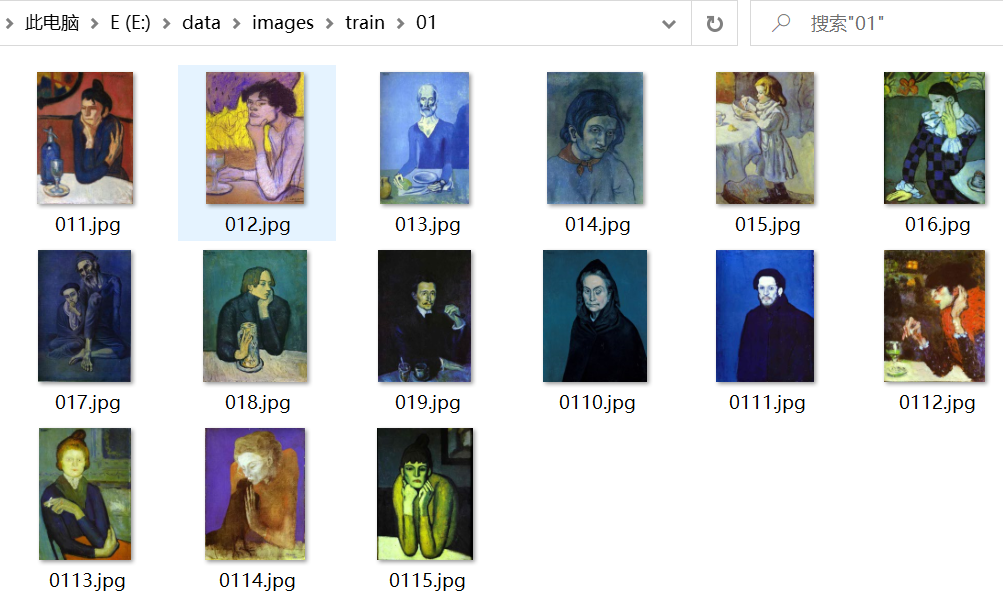 此电脑 > E (E:) > data > images > train > 01
搜索"01"
011.jpg 012.jpg 013.jpg 014.jpg 015.jpg 016.jpg
017.jpg 018.jpg 019.jpg 0110.jpg 0111.jpg 0112.jpg
0113.jpg 0114.jpg 0115.jpg